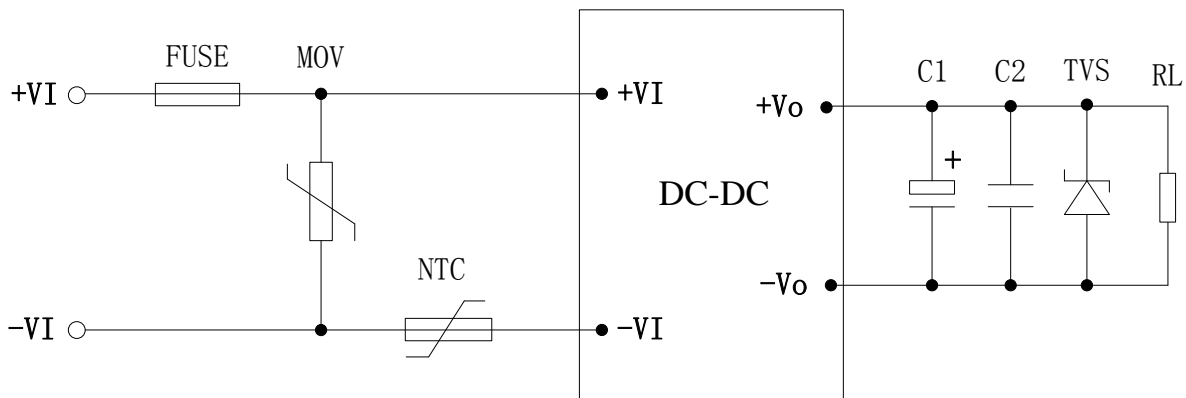 FUSE
MOV
C1
C2
TVS
RL
+VI
+VI
+Vo
+
DC-DC
NTC
-Vo
-VI
-VI